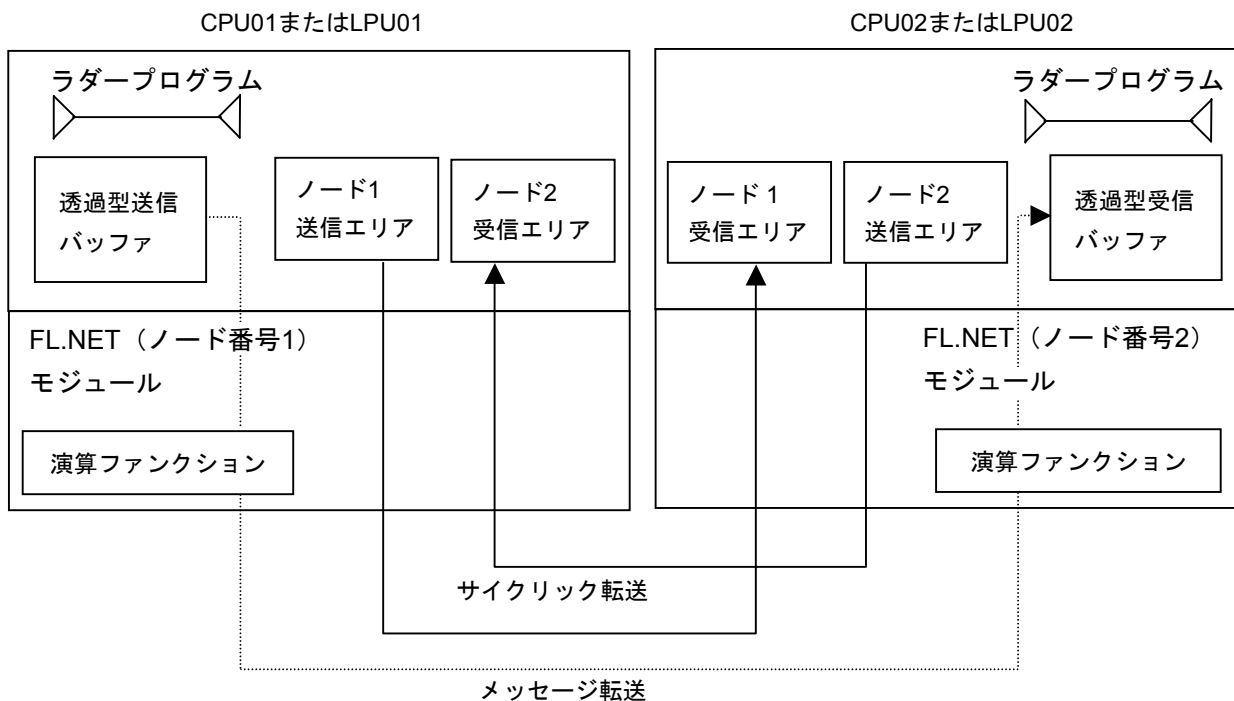 CPU01またはLPU01
CPU02またはLPU02
ラダープログラム
ラダープログラム
透過型送信
バッファ
ノード1
送信エリア
ノード2
受信エリア
ノード 1
受信エリア
ノード2
送信エリア
透過型受信
バッファ
FL.NET（ノード番号1）
モジュール
FL.NET（ノード番号2）
モジュール
演算ファンクション
演算ファンクション
サイクリック転送
メッセージ転送